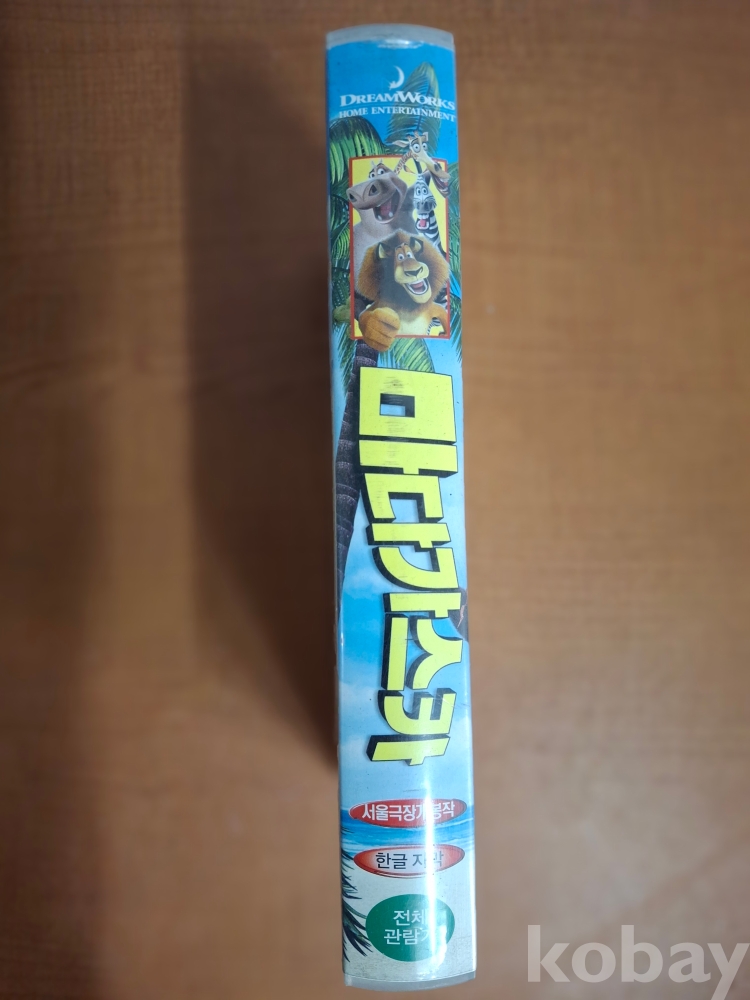 DREAMWORKS
HOME ENTERTAINMENT
마다가스카
서울극장개봉작
한글 자막
전체
관람가
kobay